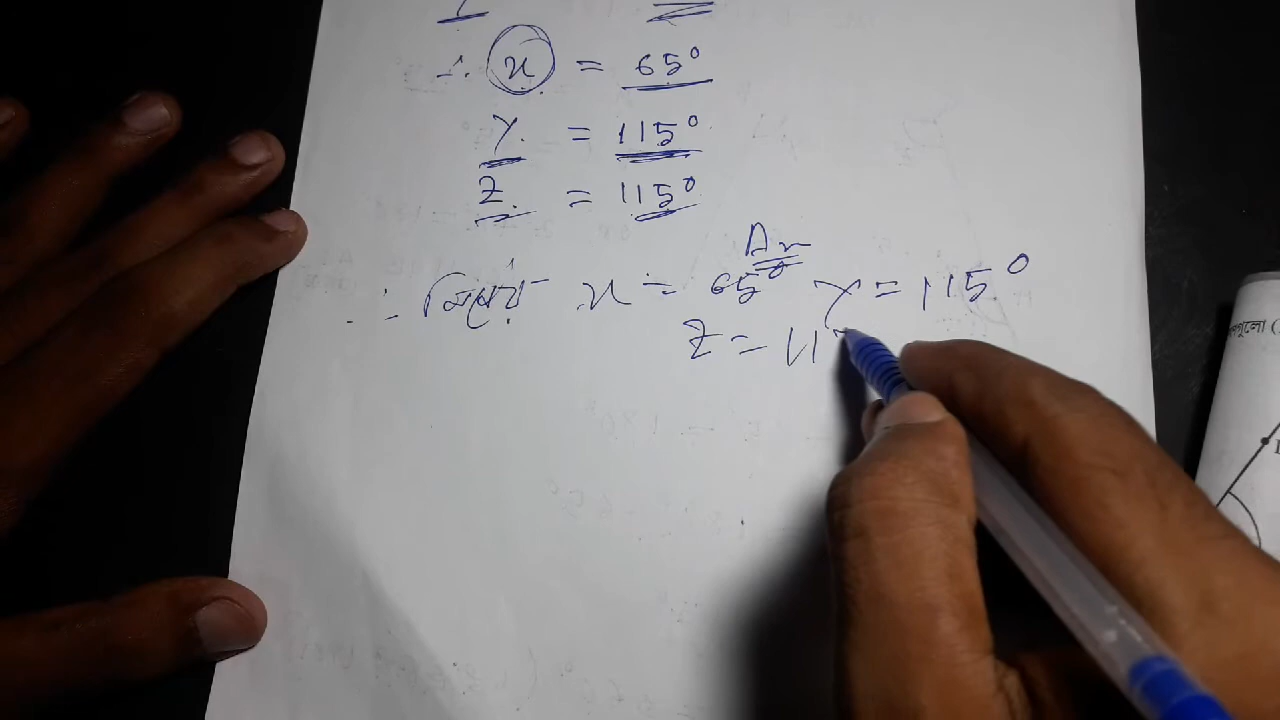 ∴ x = 65°
y. = 115°
Z. = 115°
Ans
∴ নির্ণেয় x = 65° y = 115°
Z = 11
গুলো (